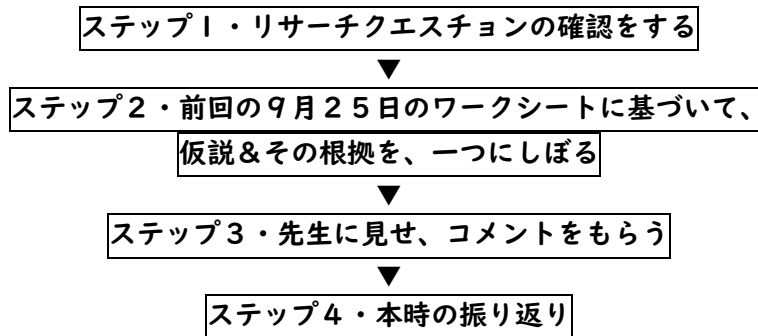 ステップ１・リサーチクエスチョンの確認をする
▼
ステップ２・前回の９月２５日のワークシートに基づいて、
仮説＆その根拠を、一つにしぼる
▼
ステップ３・先生に見せ、コメントをもらう
▼
ステップ４・本時の振り返り